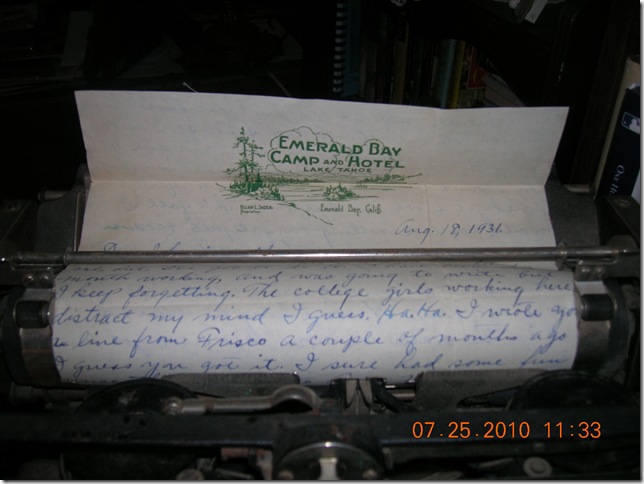 EMERALD BAY
CAMP AND HOTEL
LAKE TAHOE
Emerald Bay, Calif.
Aug. 18, 1931.
month working, and was going to write but
I keep forgetting. The college girls working here
distract my mind I guess. Ha. Ha. I wrote you
a line from Frisco a couple of months ago
I guess you got it. I sure had some fun
07.25.2010 11:33